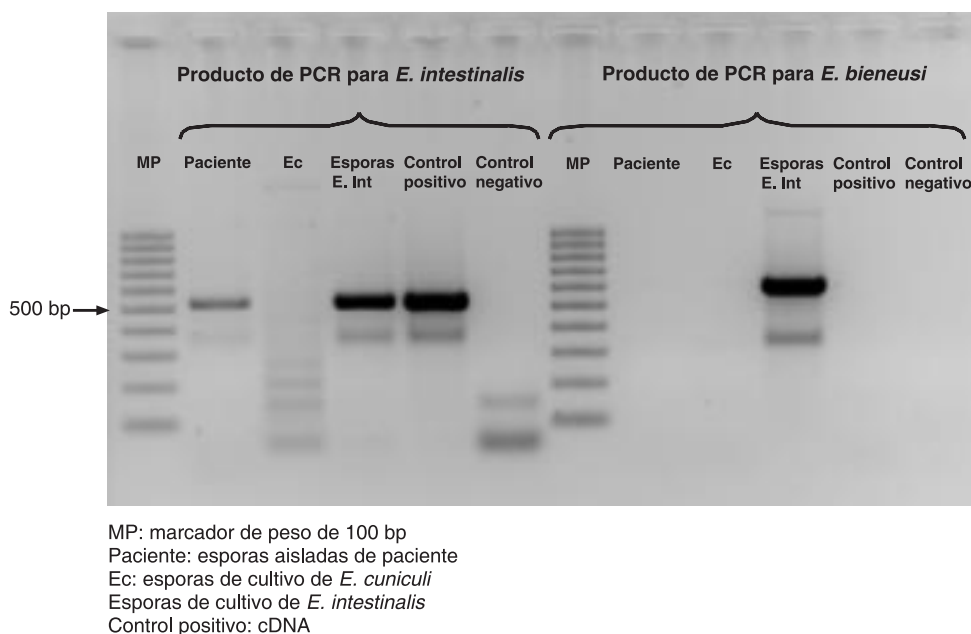 Producto de PCR para E. intestinalis
Producto de PCR para E. bieneusi
MP
Paciente
Ec
Esporas
E. Int
Control
positivo
Control
negativo
MP
Paciente
Ec
Esporas
E. Int
Control
positivo
Control
negativo
500 bp
MP: marcador de peso de 100 bp
Paciente: esporas aisladas de paciente
Ec: esporas de cultivo de E. cuniculi
Esporas de cultivo de E. intestinalis
Control positivo: cDNA